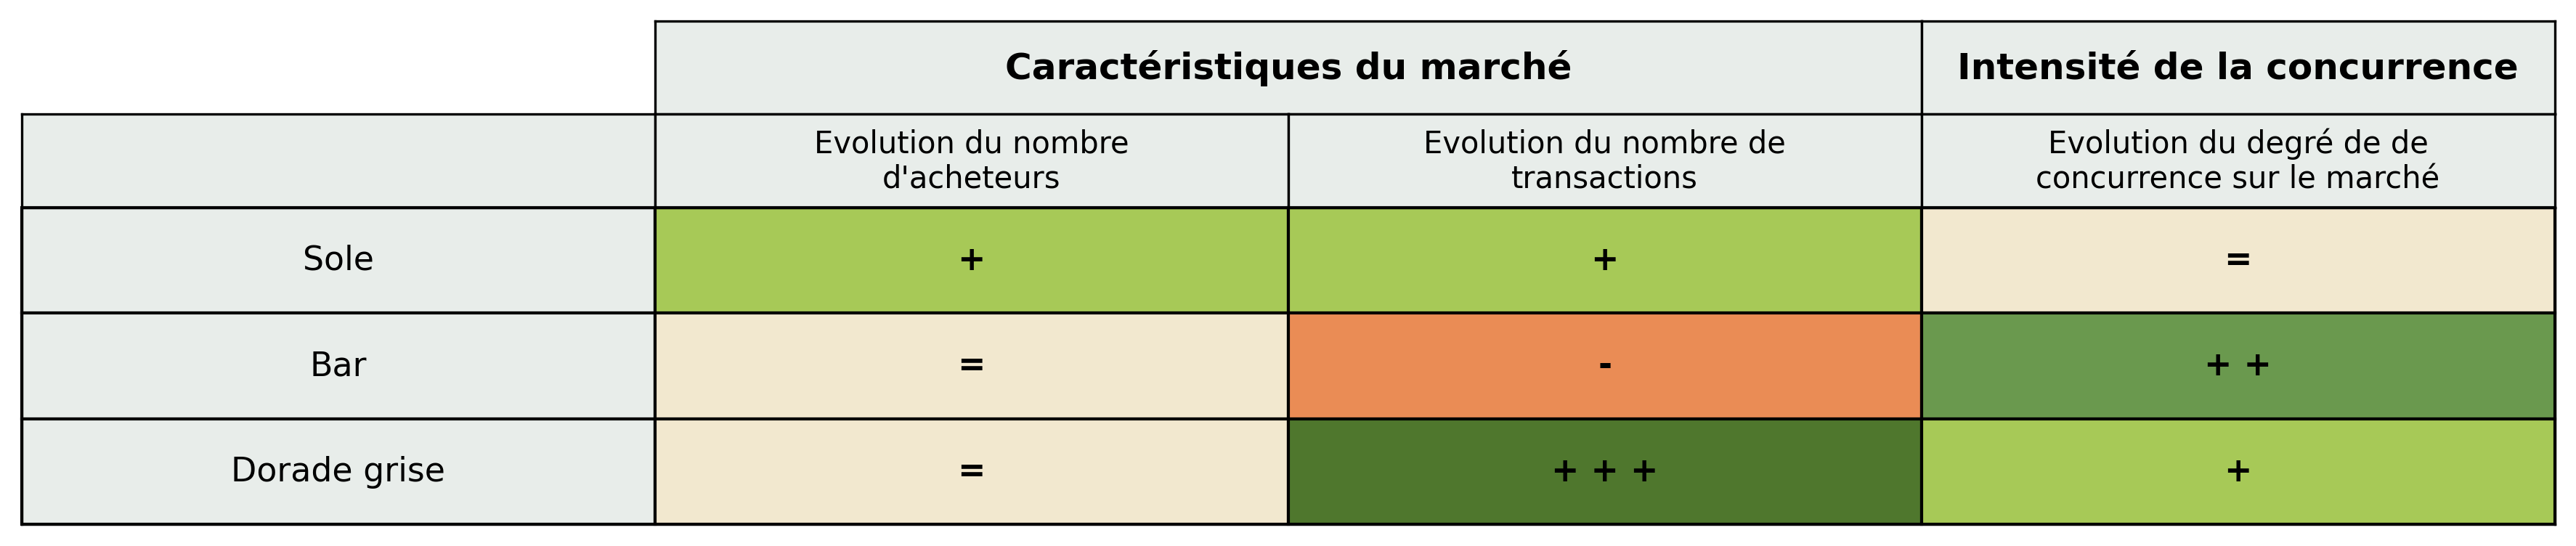 Caractéristiques du marché
Intensité de la concurrence
Evolution du nombre
d'acheteurs
Evolution du nombre de
transactions
Evolution du degré de de
concurrence sur le marché
Sole
+
+
=
Bar
=
-
+ +
Dorade grise
=
+ + +
+